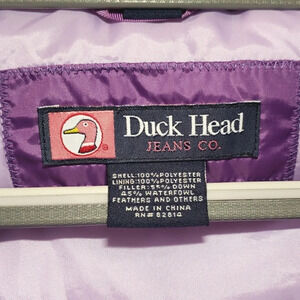 Duck Head
JEANS CO.
SHELL:100% POLYESTER
LINING:100% POLYESTER
FILLER:55% DOWN
45% WATERFOWL
FEATHERS AND OTHERS
MADE IN CHINA
RN# 62814